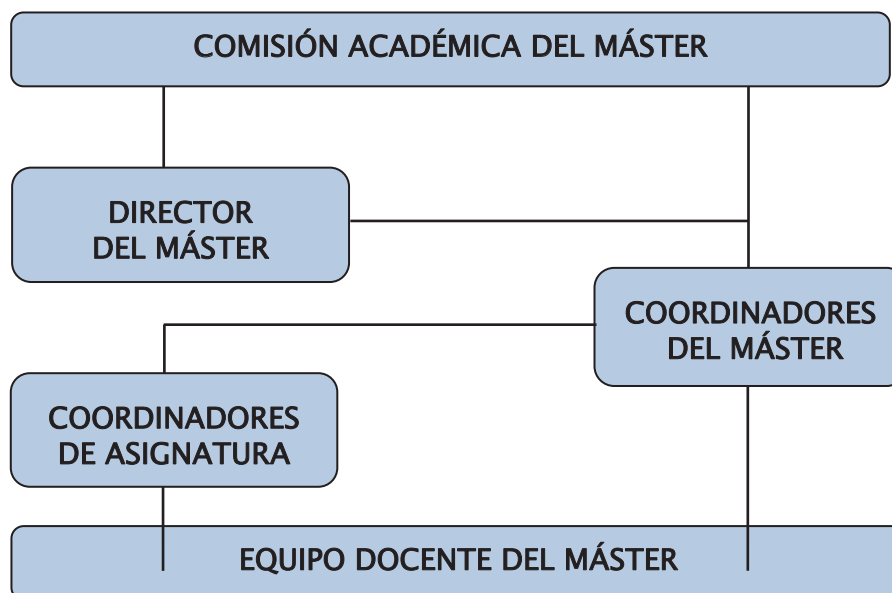 COMISIÓN ACADÉMICA DEL MÁSTER
DIRECTOR
DEL MÁSTER
COORDINADORES
DEL MÁSTER
COORDINADORES
DE ASIGNATURA
EQUIPO DOCENTE DEL MÁSTER